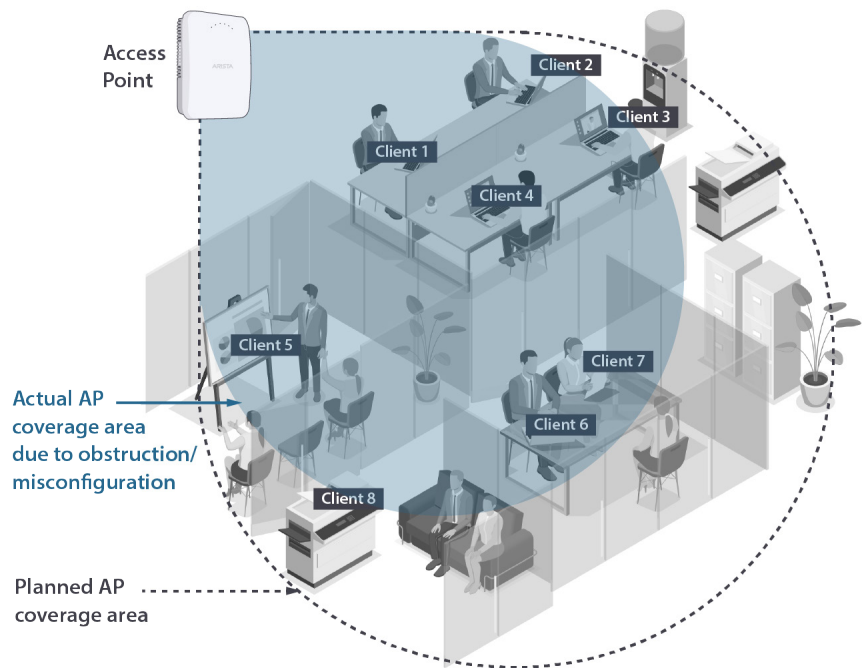 Access
Point
ARISTA
Client 2
Client 3
Client 1
Client 4
Client 5
Client 7
Actual AP
coverage area
due to obstruction/
misconfiguration
Client 6
Client 8
Planned AP
coverage area